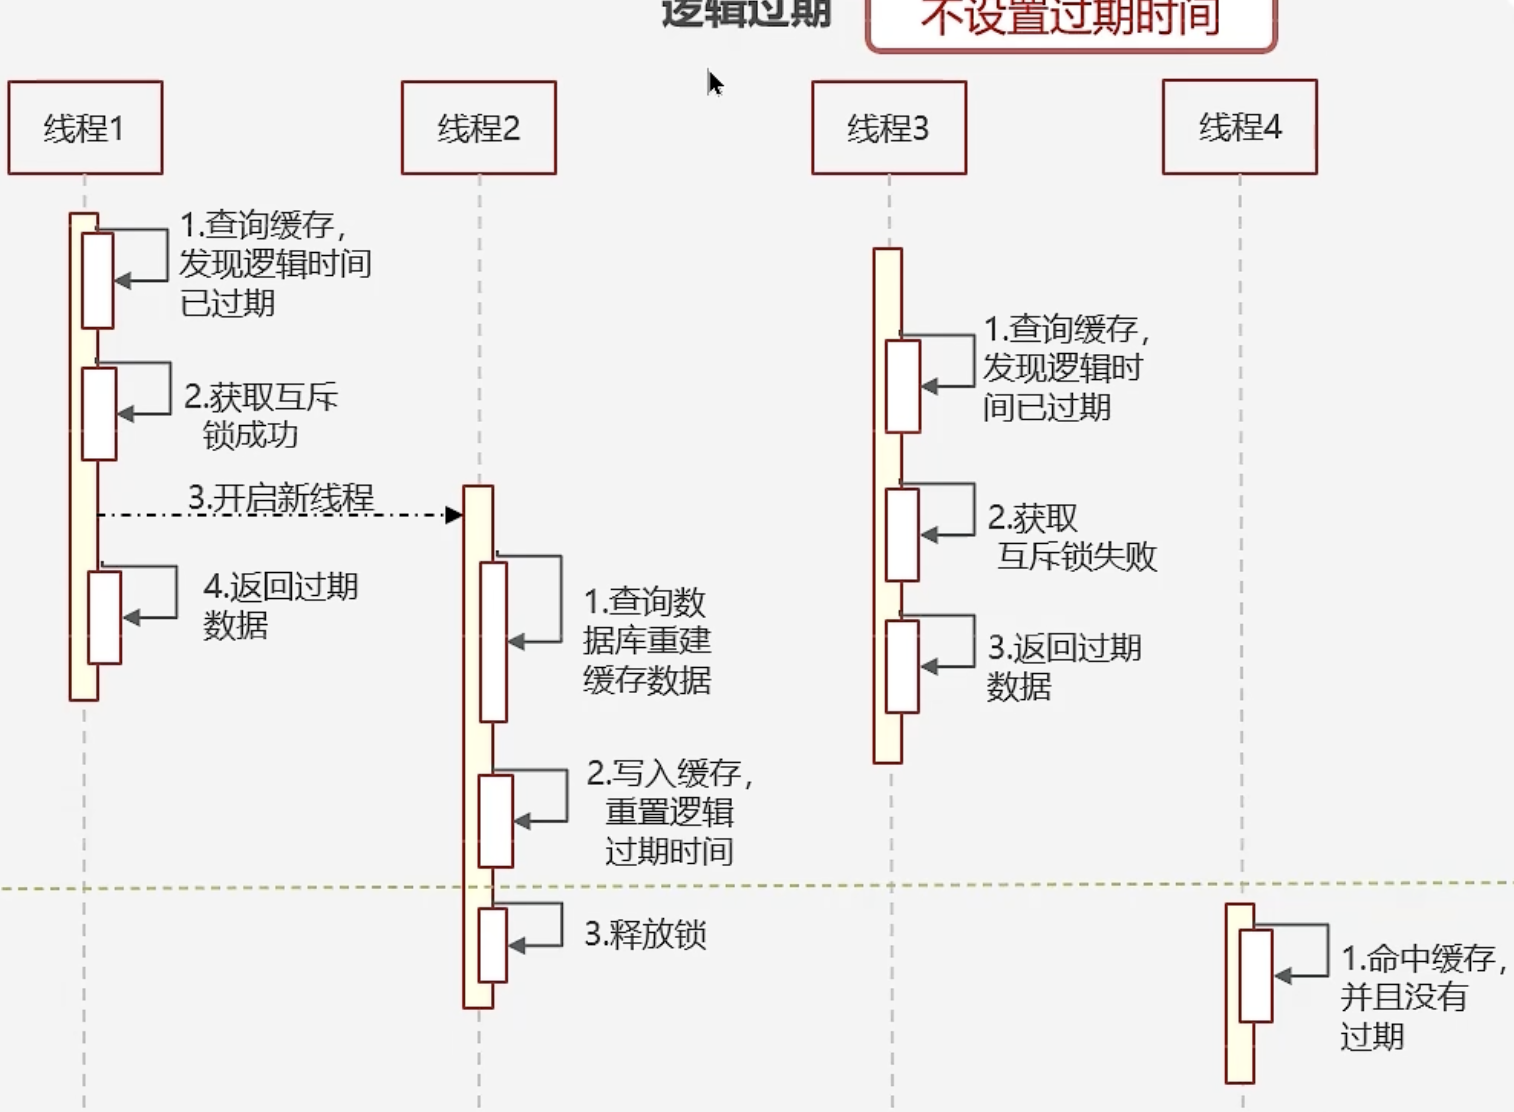 逻辑过期
不设置过期时间
线程1
线程2
线程3
线程4
1.查询缓存，
发现逻辑时间
已过期
2.获取互斥
锁成功
3.开启新线程
4.返回过期
数据
1.查询数
据库重建
缓存数据
2.写入缓存，
重置逻辑
过期时间
3.释放锁
1.查询缓存，
发现逻辑时
间已过期
2.获取
互斥锁失败
3.返回过期
数据
1.命中缓存，
并且没有
过期